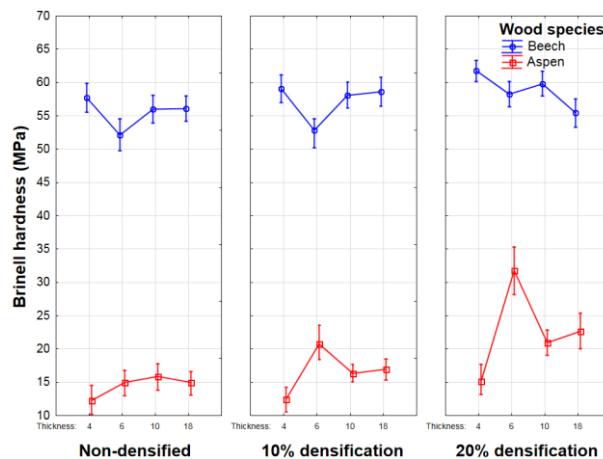 Wood species
Beech
Aspen
Brinell hardness (MPa)
70
65
60
55
50
45
40
35
30
25
20
15
10
Thickness: 4 6 10 18 Thickness: 4 6 10 18 Thickness: 4 6 10 18
Non-densified 10% densification 20% densification